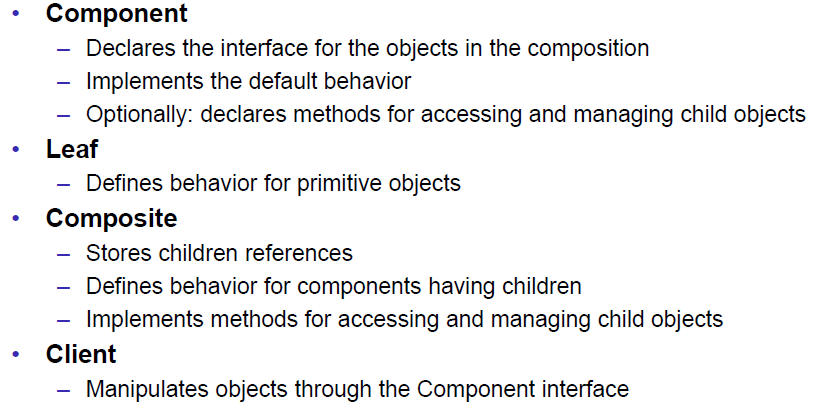 • Component
– Declares the interface for the objects in the composition
– Implements the default behavior
– Optionally: declares methods for accessing and managing child objects
• Leaf
– Defines behavior for primitive objects
• Composite
– Stores children references
– Defines behavior for components having children
– Implements methods for accessing and managing child objects
• Client
– Manipulates objects through the Component interface